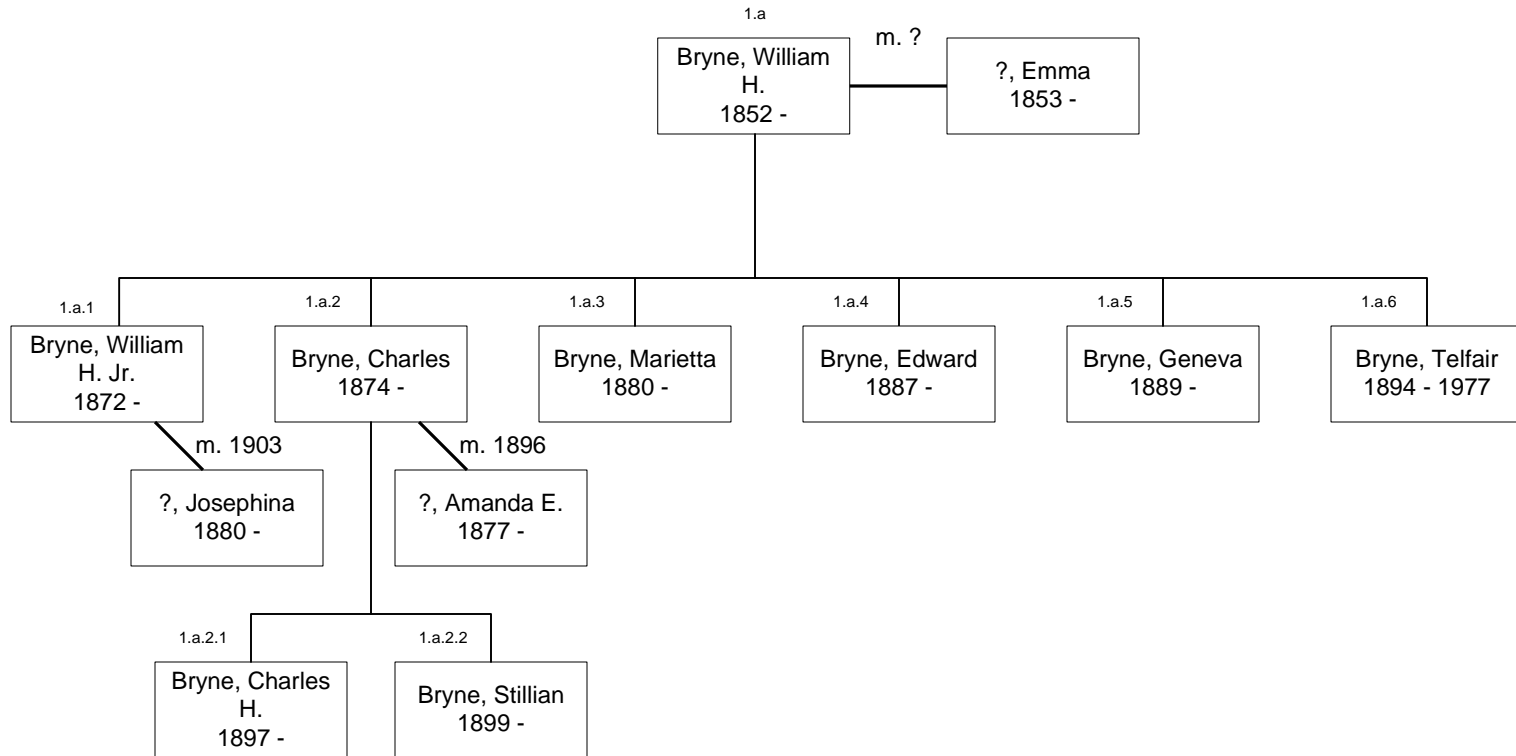 1.a
Bryne, William
H.
1852 -
m. ?
?, Emma
1853 -
1.a.1
Bryne, William
H. Jr.
1872 -
1.a.2
Bryne, Charles
1874 -
1.a.3
Bryne, Marietta
1880 -
1.a.4
Bryne, Edward
1887 -
1.a.5
Bryne, Geneva
1889 -
1.a.6
Bryne, Telfair
1894 - 1977
m. 1903
?, Josephina
1880 -
m. 1896
?, Amanda E.
1877 -
1.a.2.1
Bryne, Charles
H.
1897 -
1.a.2.2
Bryne, Stillian
1899 -